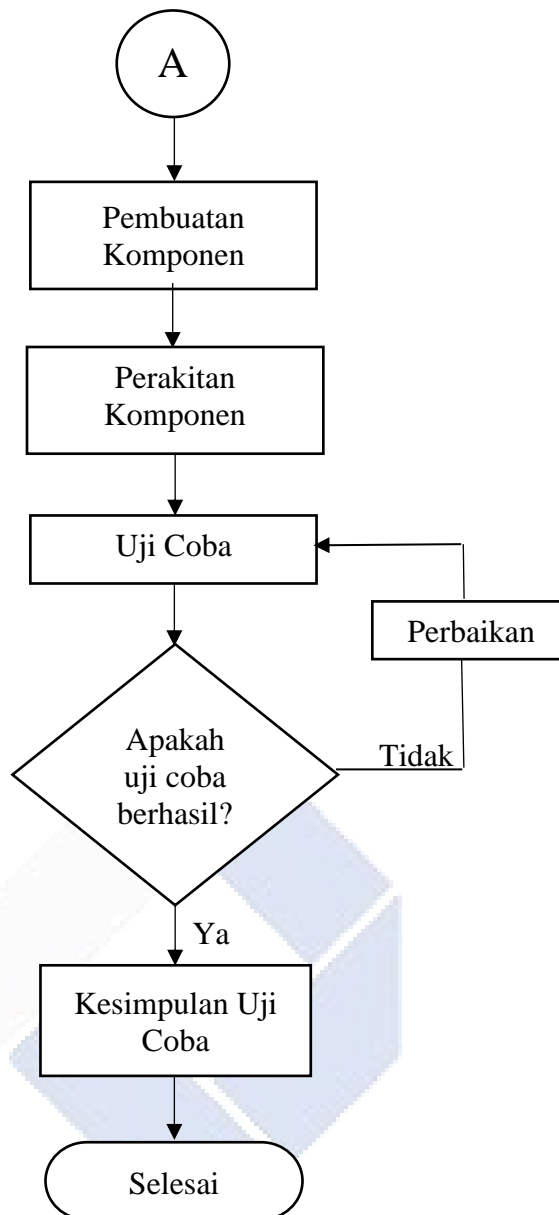 A
Pembuatan
Komponen
Perakitan
Komponen
Uji Coba
Perbaikan
Apakah
uji coba
berhasil?
Tidak
Ya
Kesimpulan Uji
Coba
Selesai